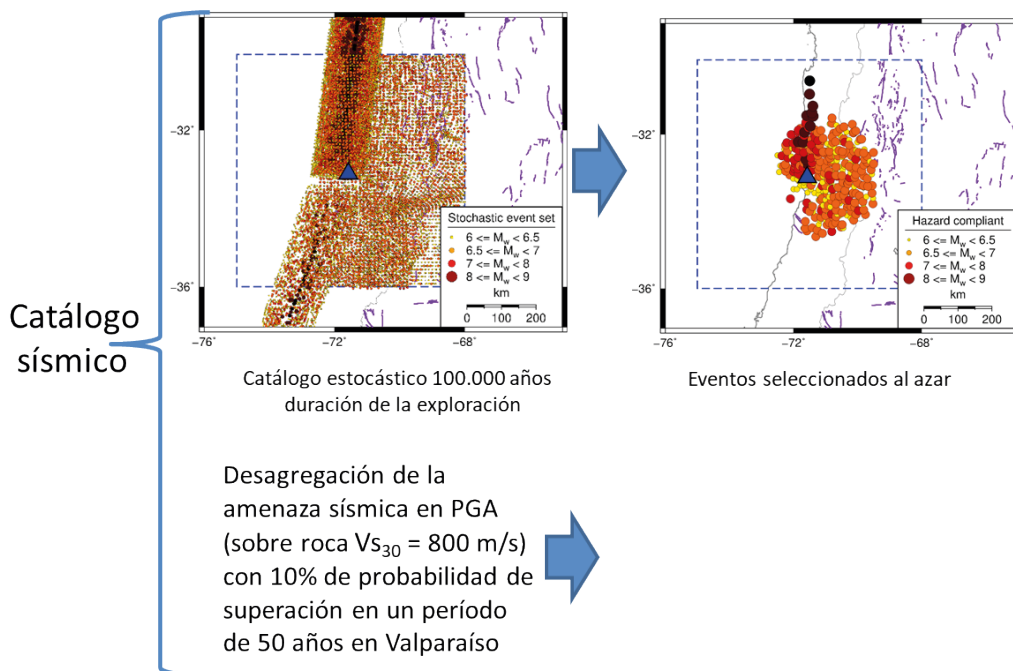 Catálogo
sísmico
−32˚
−36˚
−76˚
−72˚
−68˚
Stochastic event set
6 <= Mw < 6.5
6.5 <= Mw < 7
7 <= Mw < 8
8 <= Mw < 9
km
0 100 200
Catálogo estocástico 100.000 años
duración de la exploración
−32˚
−36˚
−76˚
−72˚
−68˚
Hazard compliant
6 <= Mw < 6.5
6.5 <= Mw < 7
7 <= Mw < 8
8 <= Mw < 9
km
0 100 200
Eventos seleccionados al azar
Desagregación de la
amenaza sísmica en PGA
(sobre roca Vs30 = 800 m/s)
con 10% de probabilidad de
superación en un período
de 50 años en Valparaíso